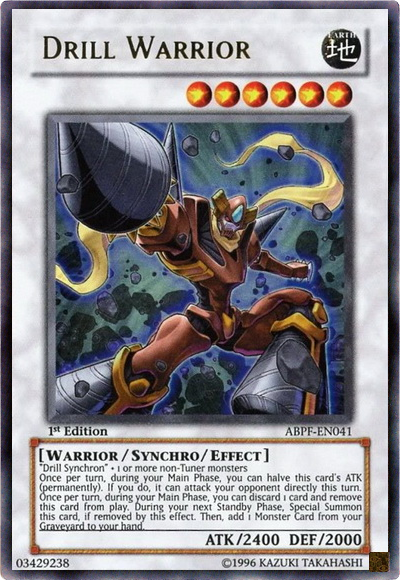 DRILL WARRIOR
EARTH
地
1st Edition
ABPF-EN041
[WARRIOR / SYNCHRO / EFFECT]
"Drill Synchron" + 1 or more non-Tuner monsters
Once per turn, during your Main Phase, you can halve this card's ATK
(permanently). If you do, it can attack your opponent directly this turn.
Once per turn, during your Main Phase, you can discard 1 card and remove
this card from play. During your next Standby Phase, Special Summon
this card, if removed by this effect. Then, add 1 Monster Card from your
Graveyard to your hand.
ATK/2400 DEF/2000
03429238
©1996 KAZUKI TAKAHASHI